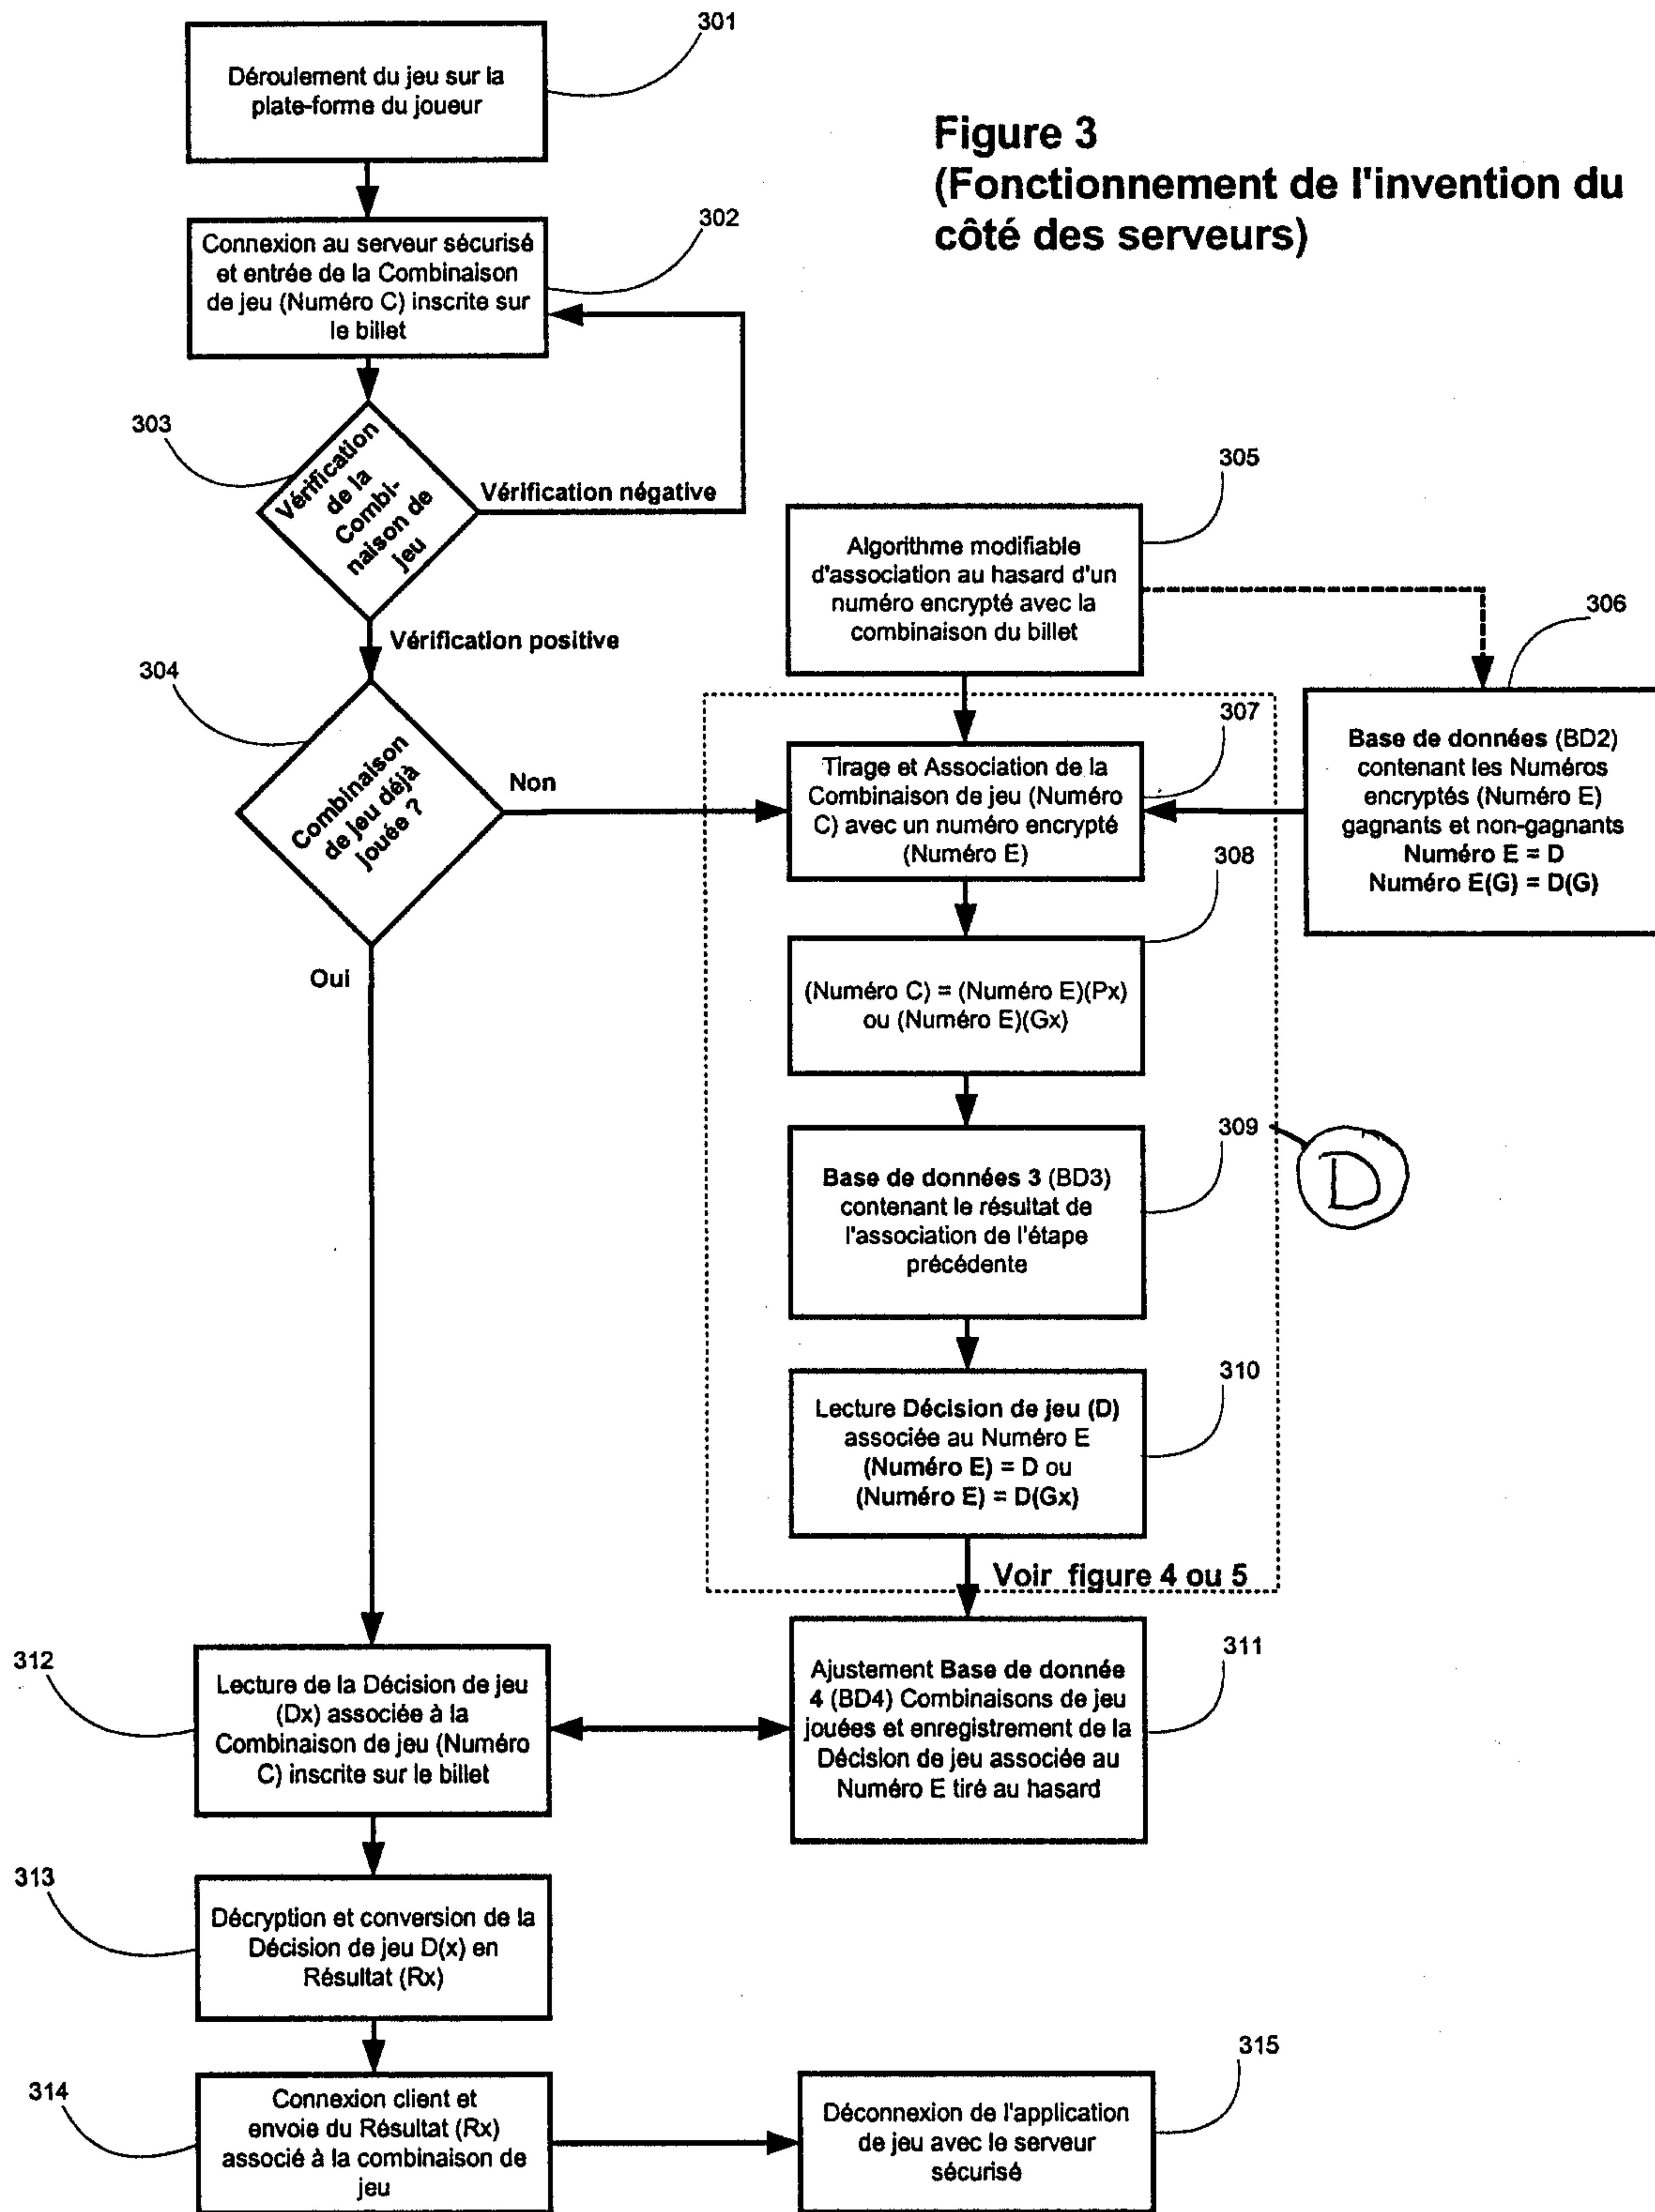 301
Déroulement du jeu sur la
plate-forme du joueur
Figure 3
(Fonctionnement de l'invention du
côté des serveurs)
302
Connexion au serveur sécurisé
et entrée de la Combinaison
de jeu (Numéro C) inscrite sur
le billet
303
Vérification
de la
Combi-
naison de
jeu
Vérification négative
Vérification positive
304
Combinaison
de jeu déjà
jouée ?
Non
Oui
305
Algorithme modifiable
d'association au hasard d'un
numéro encrypté avec la
combinaison du billet
306
Base de données (BD2)
contenant les Numéros
encryptés (Numéro E)
gagnants et non-gagnants
Numéro E = D
Numéro E(G) = D(G)
307
Tirage et Association de la
Combinaison de jeu (Numéro
C) avec un numéro encrypté
(Numéro E)
308
(Numéro C) = (Numéro E)(Px)
ou (Numéro E)(Gx)
309
D
Base de données 3 (BD3)
contenant le résultat de
l'association de l'étape
précédente
310
Lecture Décision de jeu (D)
associée au Numéro E
(Numéro E) = D ou
(Numéro E) = D(Gx)
Voir figure 4 ou 5
311
Ajustement Base de donnée
4 (BD4) Combinaisons de jeu
jouées et enregistrement de la
Décision de jeu associée au
Numéro E tiré au hasard
312
Lecture de la Décision de jeu
(Dx) associée à la
Combinaison de jeu (Numéro
C) inscrite sur le billet
313
Décryption et conversion de la
Décision de jeu D(x) en
Résultat (Rx)
314
Connexion client et
envoie du Résultat (Rx)
associé à la combinaison de
jeu
315
Déconnexion de l'application
de jeu avec le serveur
sécurisé